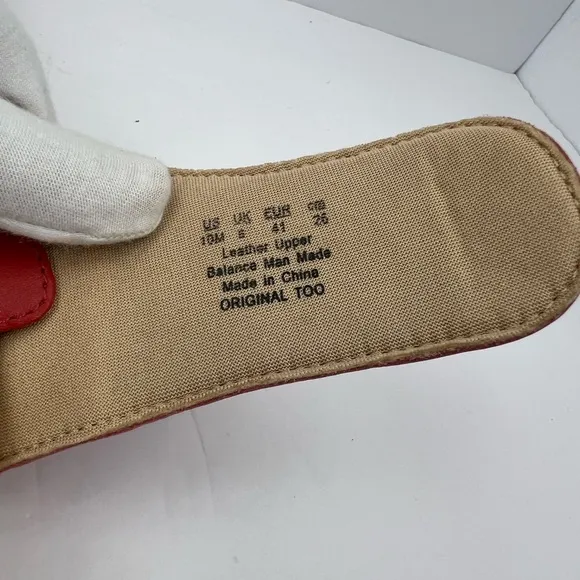 US UK EUR cm
10M 8 41 26
Leather Upper
Balance Man Made
Made in China
ORIGINAL TOO